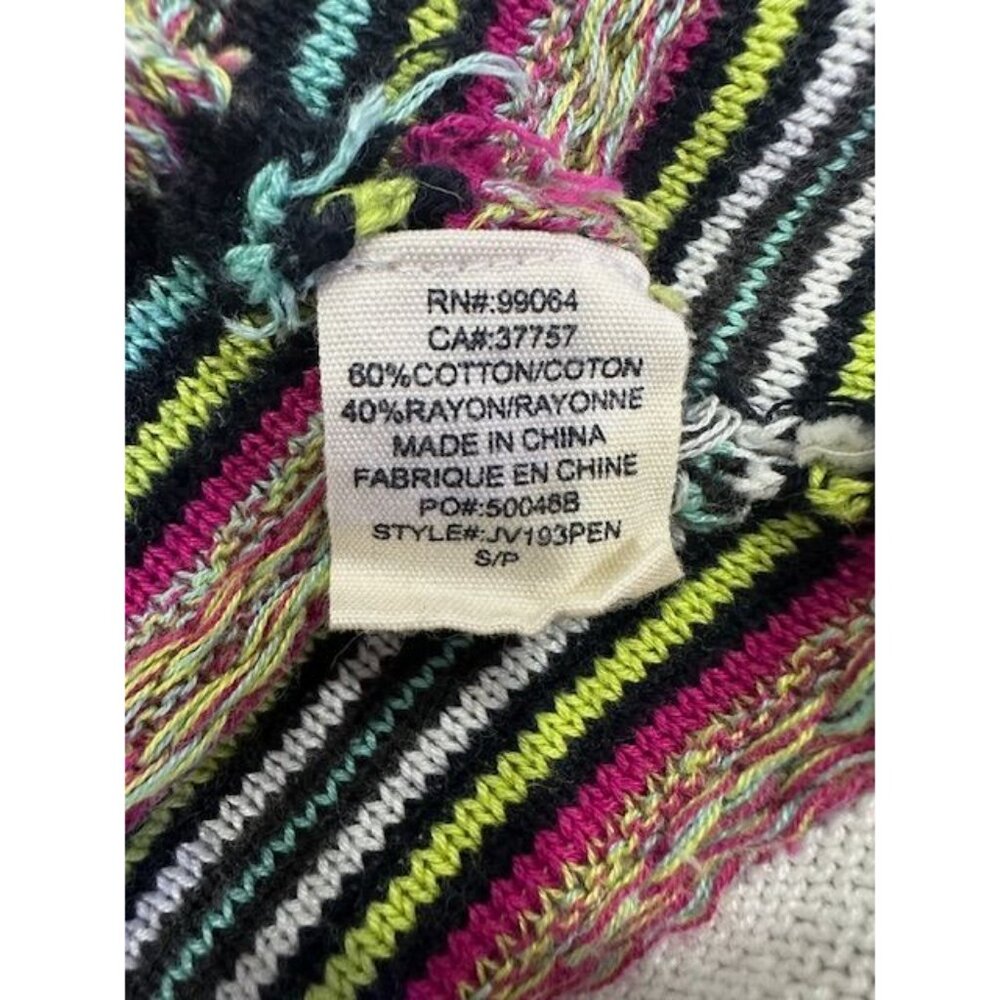 RN#:99064
CA#:37757
60%COTTON/COTON
40%RAYON/RAYONNE
MADE IN CHINA
FABRIQUE EN CHINE
PO#:50046B
STYLE#:JV193PEN
S/P